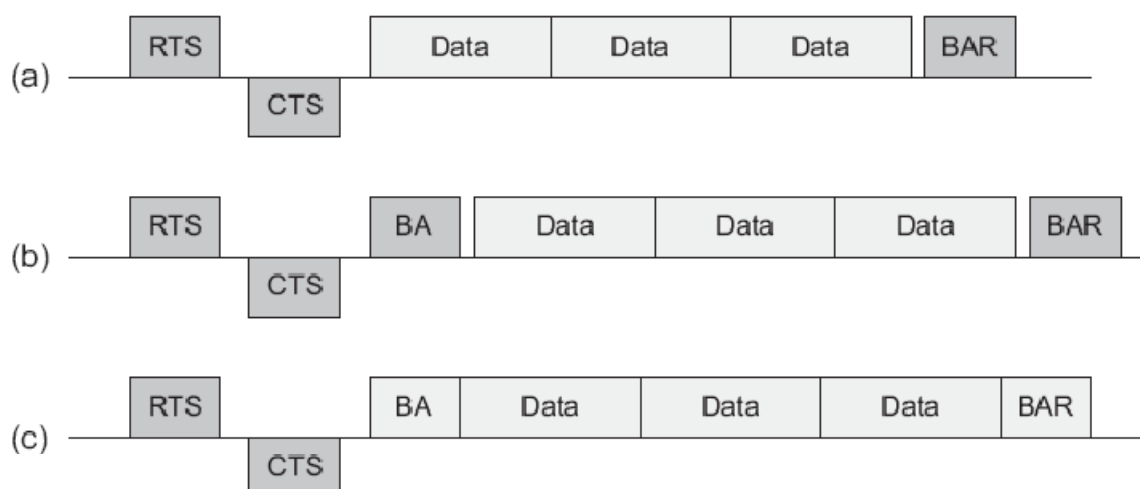 RTS Data Data Data BAR
(a)
CTS
RTS BA Data Data Data BAR
(b)
CTS
RTS BA Data Data Data BAR
(c)
CTS